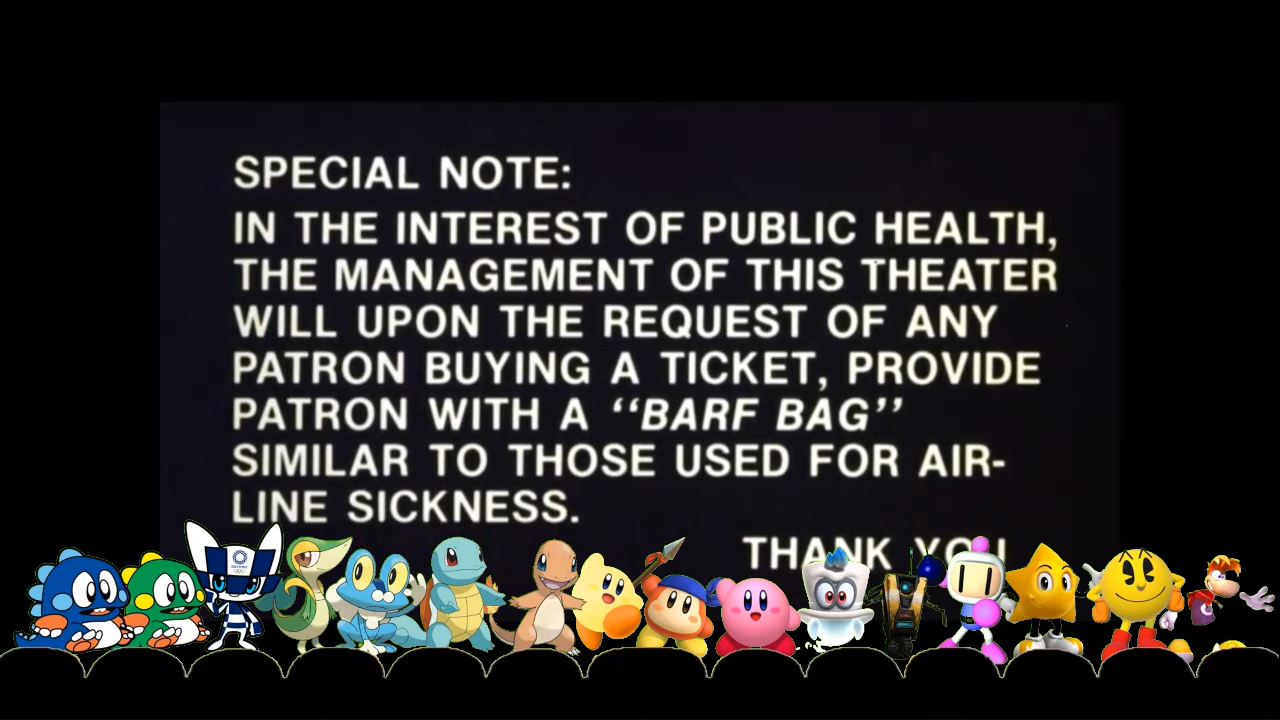 SPECIAL NOTE:
IN THE INTEREST OF PUBLIC HEALTH,
THE MANAGEMENT OF THIS THEATER
WILL UPON THE REQUEST OF ANY
PATRON BUYING A TICKET, PROVIDE
PATRON WITH A “BARF BAG”
SIMILAR TO THOSE USED FOR AIR-
LINE SICKNESS.
THANK YOU